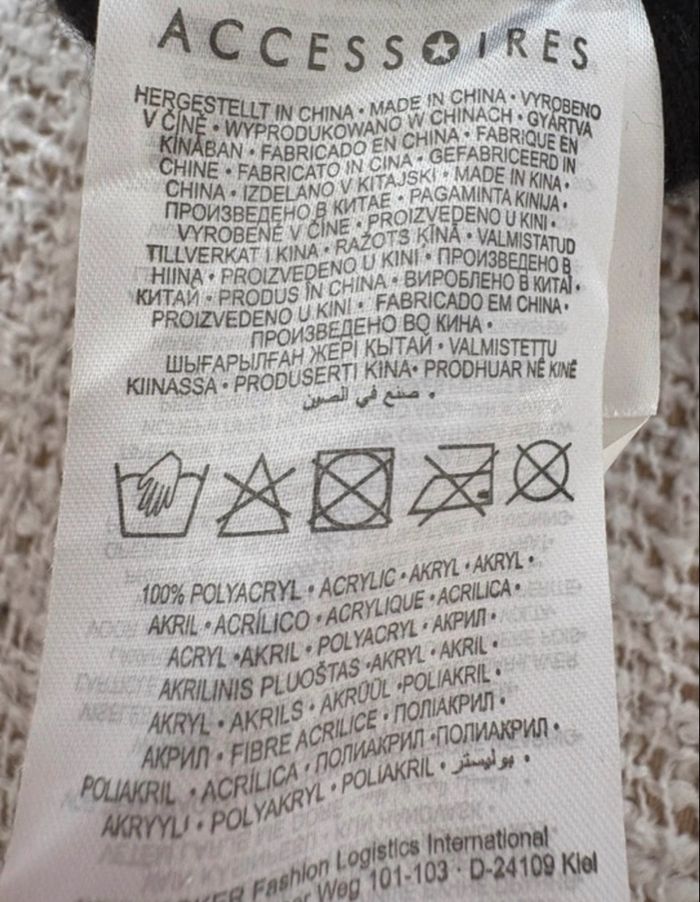 ACCESSOIRES
HERGESTELLT IN CHINA • MADE IN CHINA • VYROBENO
V ČÍNĚ • WYPRODUKOWANO W CHINACH • GYÁRTVA
KÍNÁBAN • FABRICADO EN CHINA • FABRIQUE EN
CHINE • FABRICATO IN CINA • GEFABRICEERD IN
CHINA • IZDELANO V KITAJSKI • MADE IN KINA •
ПРОИЗВЕДЕНО В КИТАЕ • PAGAMINTA KINIJA •
VYROBENÉ V ČÍNE • PROIZVEDENO U KINI •
TILLVERKAT I KINA • RAŽOTS ĶĪNĀ • VALMISTATUD
HIINA • PROIZVEDENO U KINI • ПРОИЗВЕДЕНО В
КИТАЙ • PRODUS ÎN CHINA • ВИРОБЛЕНО В КИТАЇ •
PROIZVEDENO U KINI • FABRICADO EM CHINA •
ПРОИЗВЕДЕНО ВО КИНА •
ШЫҒАРЫЛҒАН ЖЕРІ ҚЫТАЙ • VALMISTETTU
KIINASSA • PRODUSERT I KINA • PRODHUAR NË KINË
• صنع في الصين
100% POLYACRYL • ACRYLIC • AKRYL • AKRYL •
AKRIL • ACRÍLICO • ACRYLIQUE • ACRILICA •
ACRYL • AKRIL • POLYACRYL • АКРИЛ •
AKRILINIS PLUOŠTAS • AKRYL • AKRIL •
AKRYL • AKRILS • AKRÜÜL • POLIAKRIL •
АКРИЛ • FIBRE ACRILICE • ПОЛІАКРИЛ •
POLIAKRIL • ACRÍLICA • ПОЛИАКРИЛ • ПОЛИАКРИЛ •
AKRYYLI • POLYAKRYL • POLIAKRIL • بوليستر •
Fashion Logistics International
Weg 101-103 • D-24109 Kiel